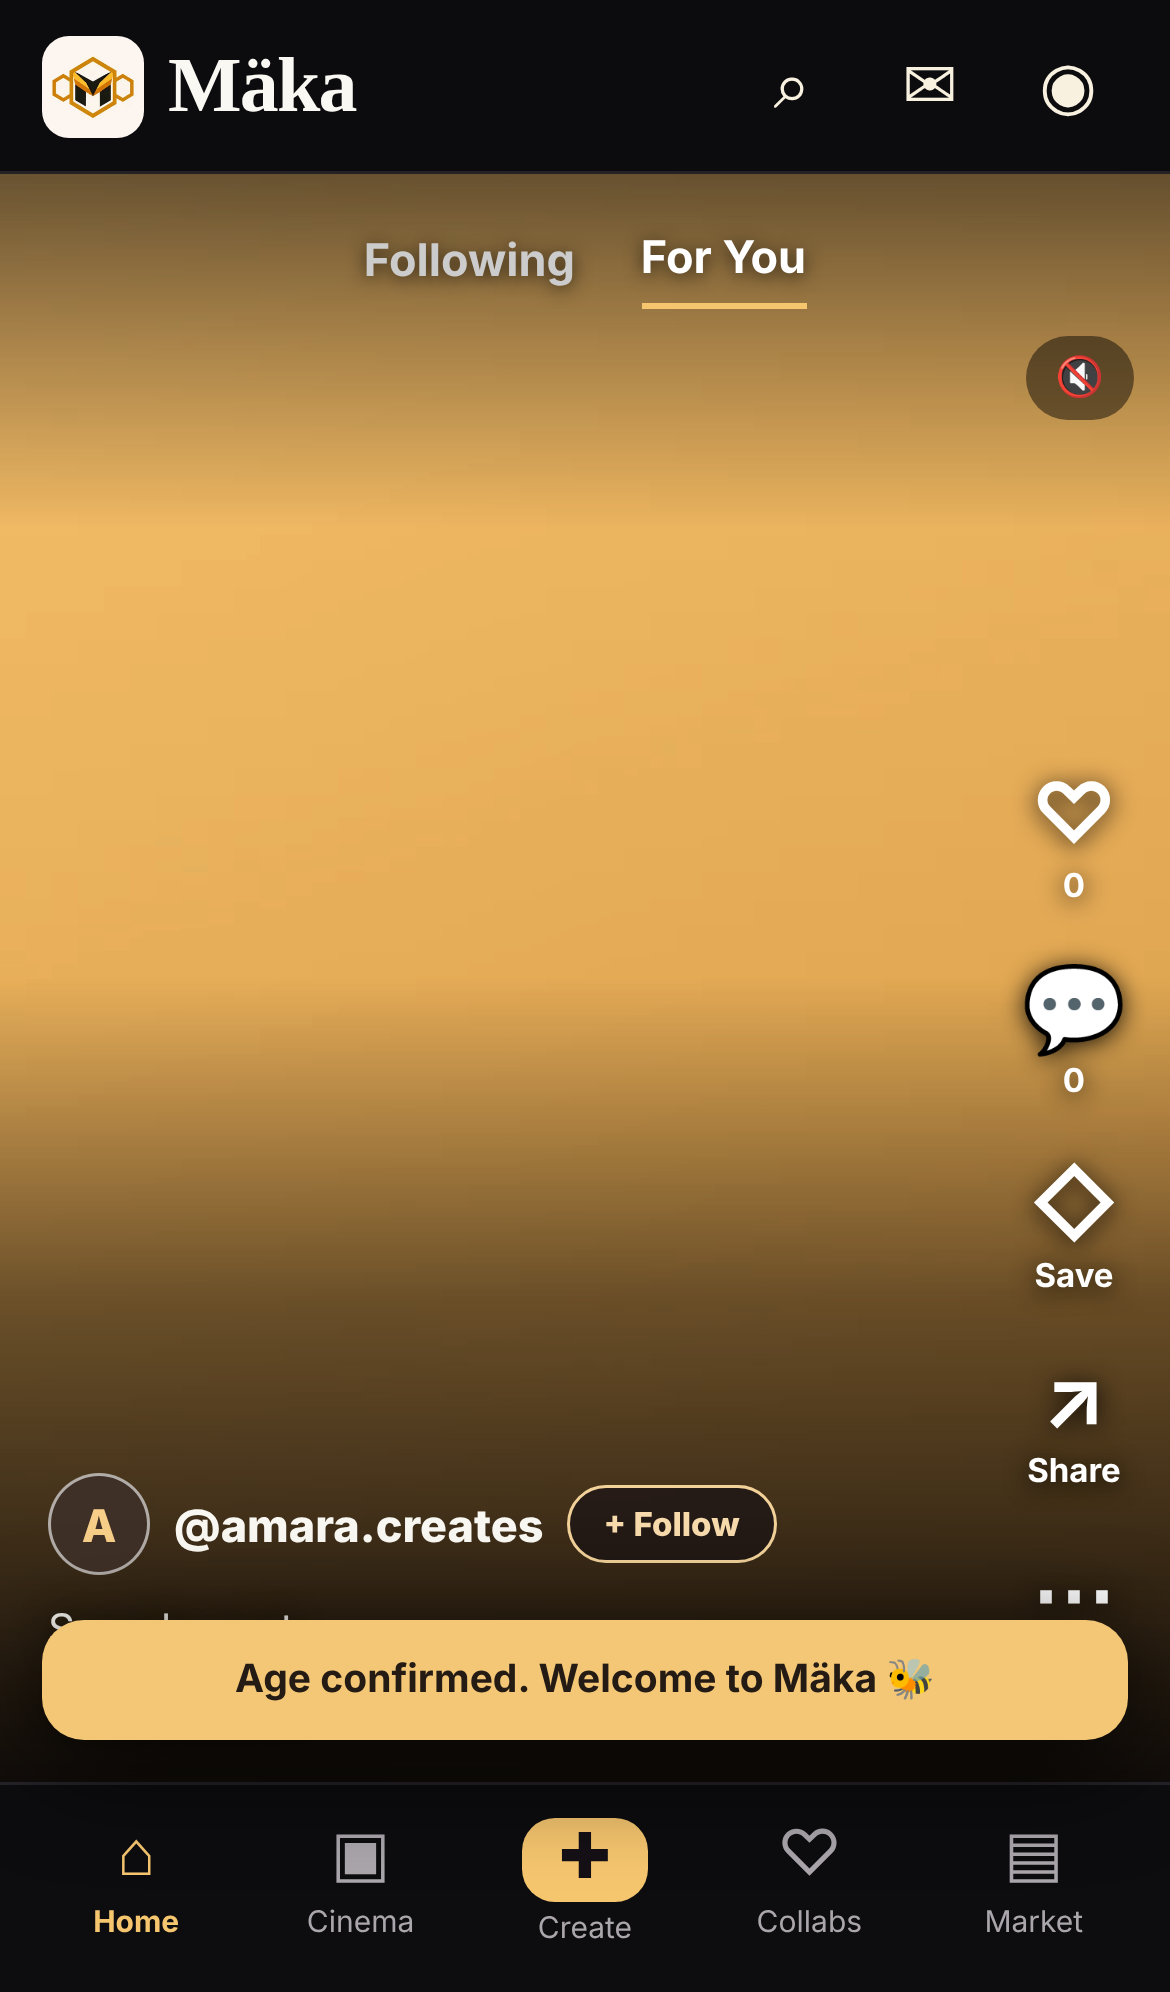 Mäka
Following For You
0
0
Save
Share
A @amara.creates + Follow
Age confirmed. Welcome to Mäka 🐝
Home Cinema Create Collabs Market